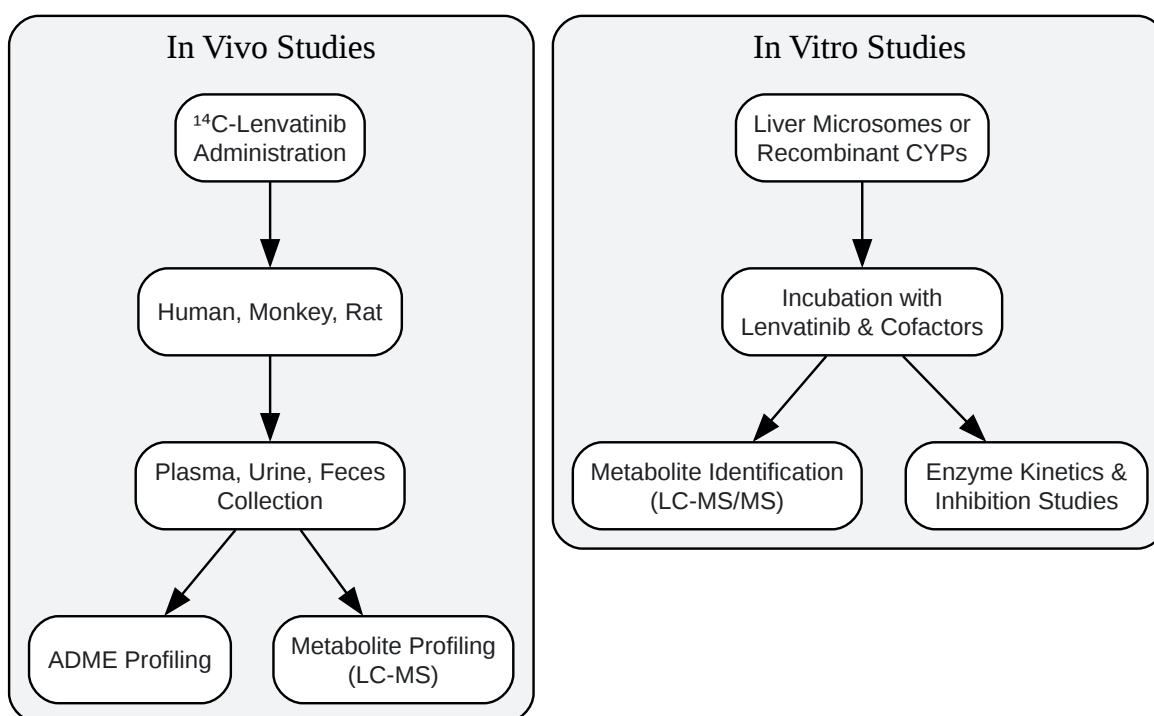 In Vivo Studies
¹⁴C-Lenvatinib
Administration
Human, Monkey, Rat
Plasma, Urine, Feces
Collection
ADME Profiling
Metabolite Profiling
(LC-MS)
In Vitro Studies
Liver Microsomes or
Recombinant CYPs
Incubation with
Lenvatinib & Cofactors
Metabolite Identification
(LC-MS/MS)
Enzyme Kinetics &
Inhibition Studies